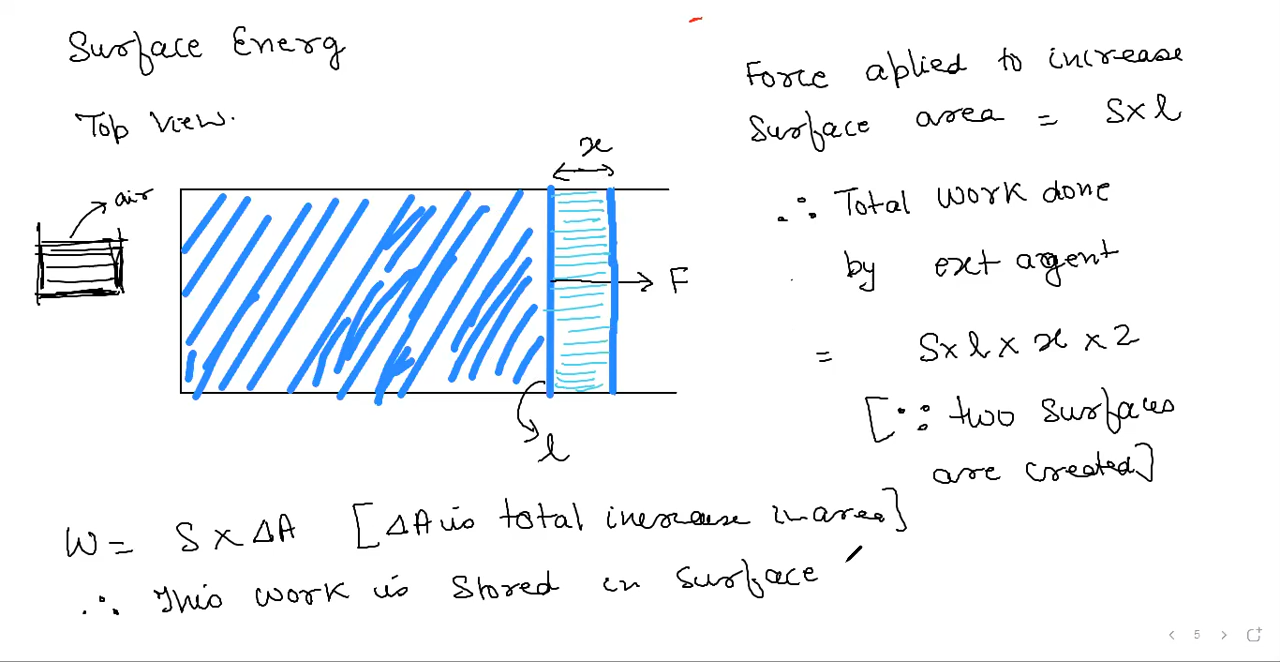 Surface Energ
Top View.
air
x
F
l
Force aplied to increase
Surface area = S×l
∴ Total work done
by ext agent
= S×l×x×2
[∵ two surfaces
are created]
W = S×ΔA [ΔA is total increase in area]
∴ This work is stored in surface
5